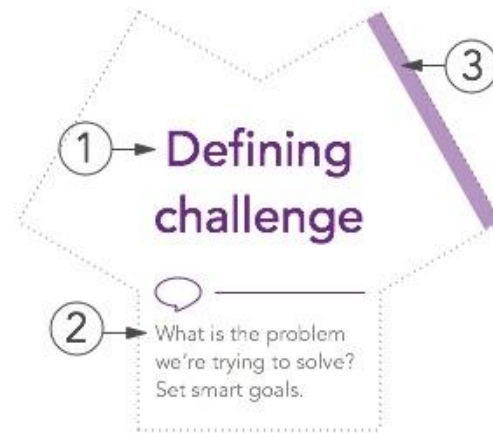 3
1
Defining
challenge
2
What is the problem
we're trying to solve?
Set smart goals.